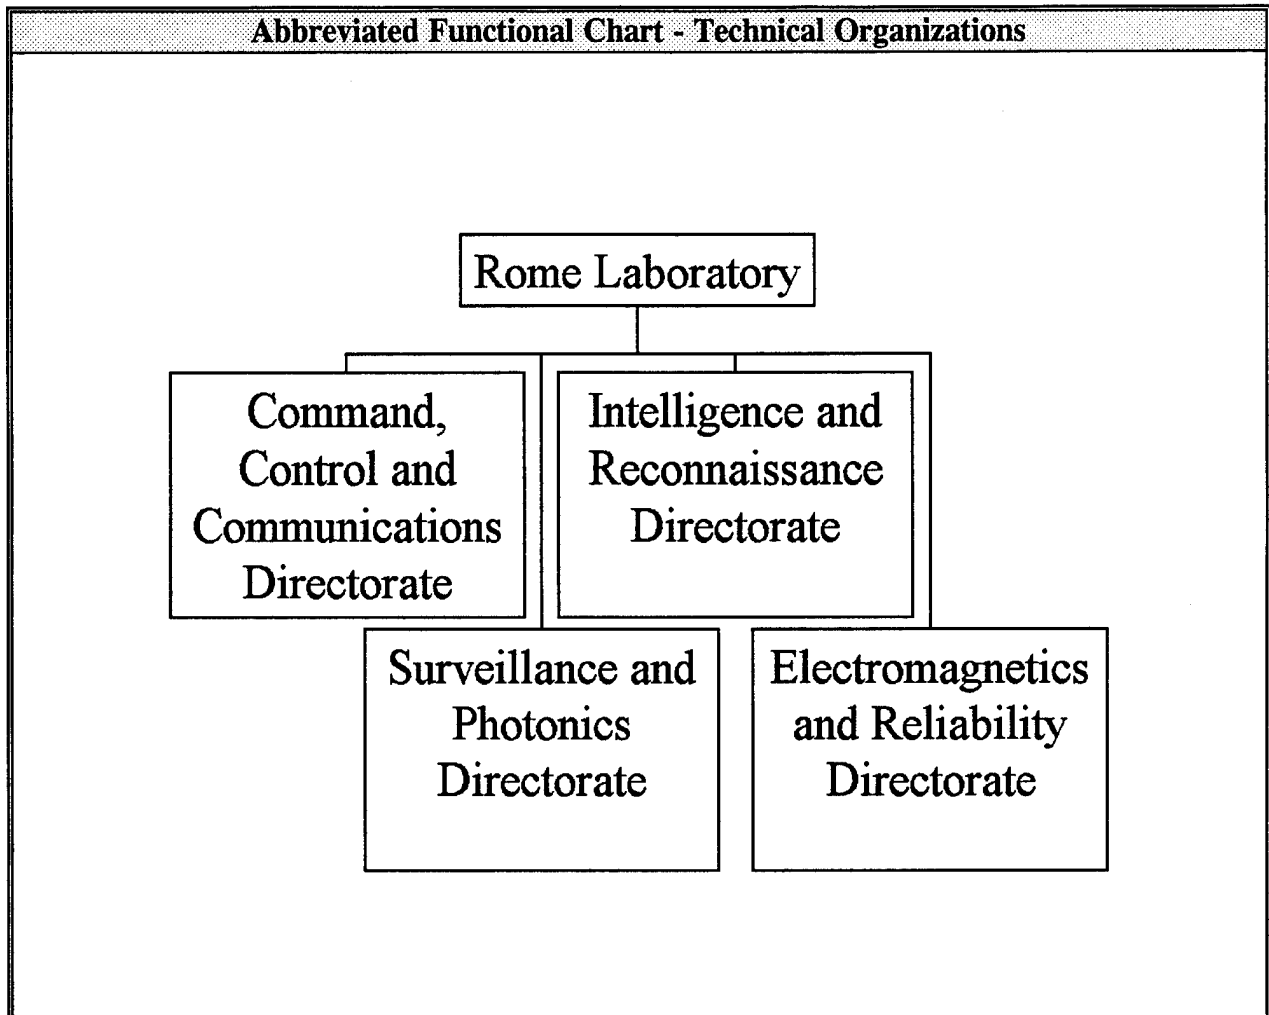 Abbreviated Functional Chart - Technical Organizations
Rome Laboratory
Command,
Control and
Communications
Directorate
Intelligence and
Reconnaissance
Directorate
Surveillance and
Photonics
Directorate
Electromagnetics
and Reliability
Directorate